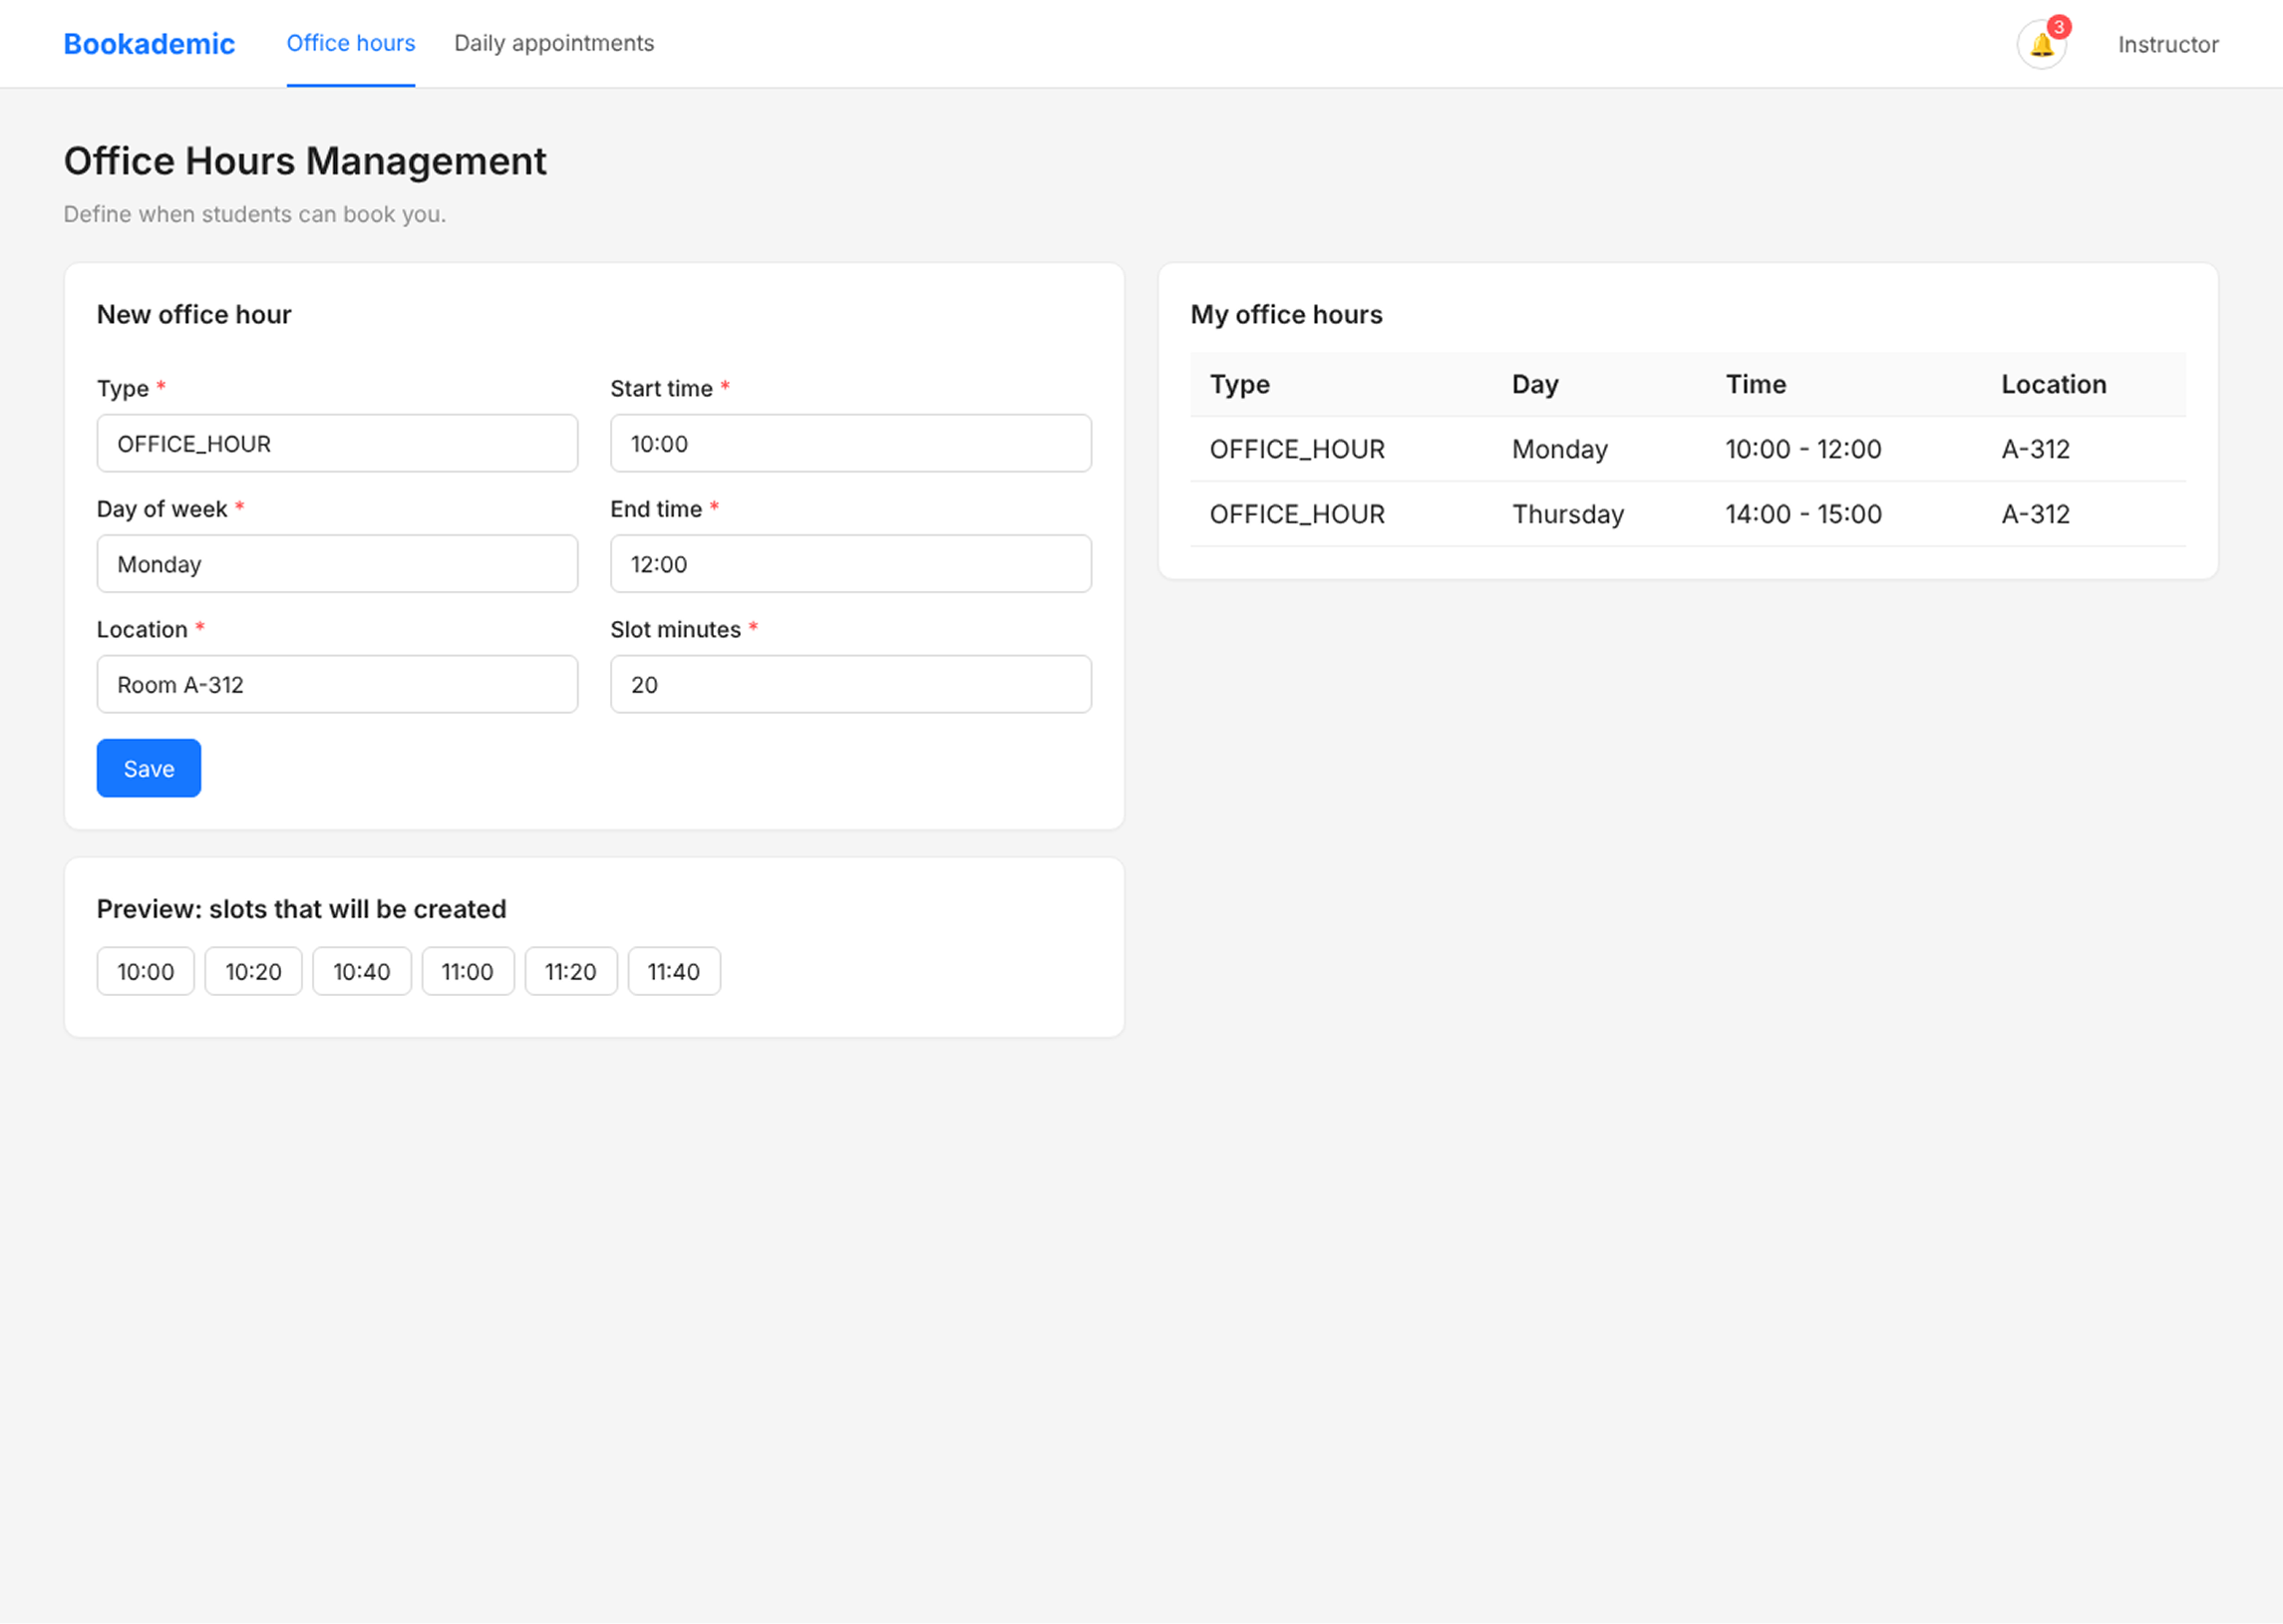 Bookademic Office hours Daily appointments 3 Instructor
Office Hours Management
Define when students can book you.
New office hour
Type * Start time *
OFFICE_HOUR 10:00
Day of week * End time *
Monday 12:00
Location * Slot minutes *
Room A-312 20
Save
Preview: slots that will be created
10:00 10:20 10:40 11:00 11:20 11:40
My office hours
Type Day Time Location
OFFICE_HOUR Monday 10:00 - 12:00 A-312
OFFICE_HOUR Thursday 14:00 - 15:00 A-312